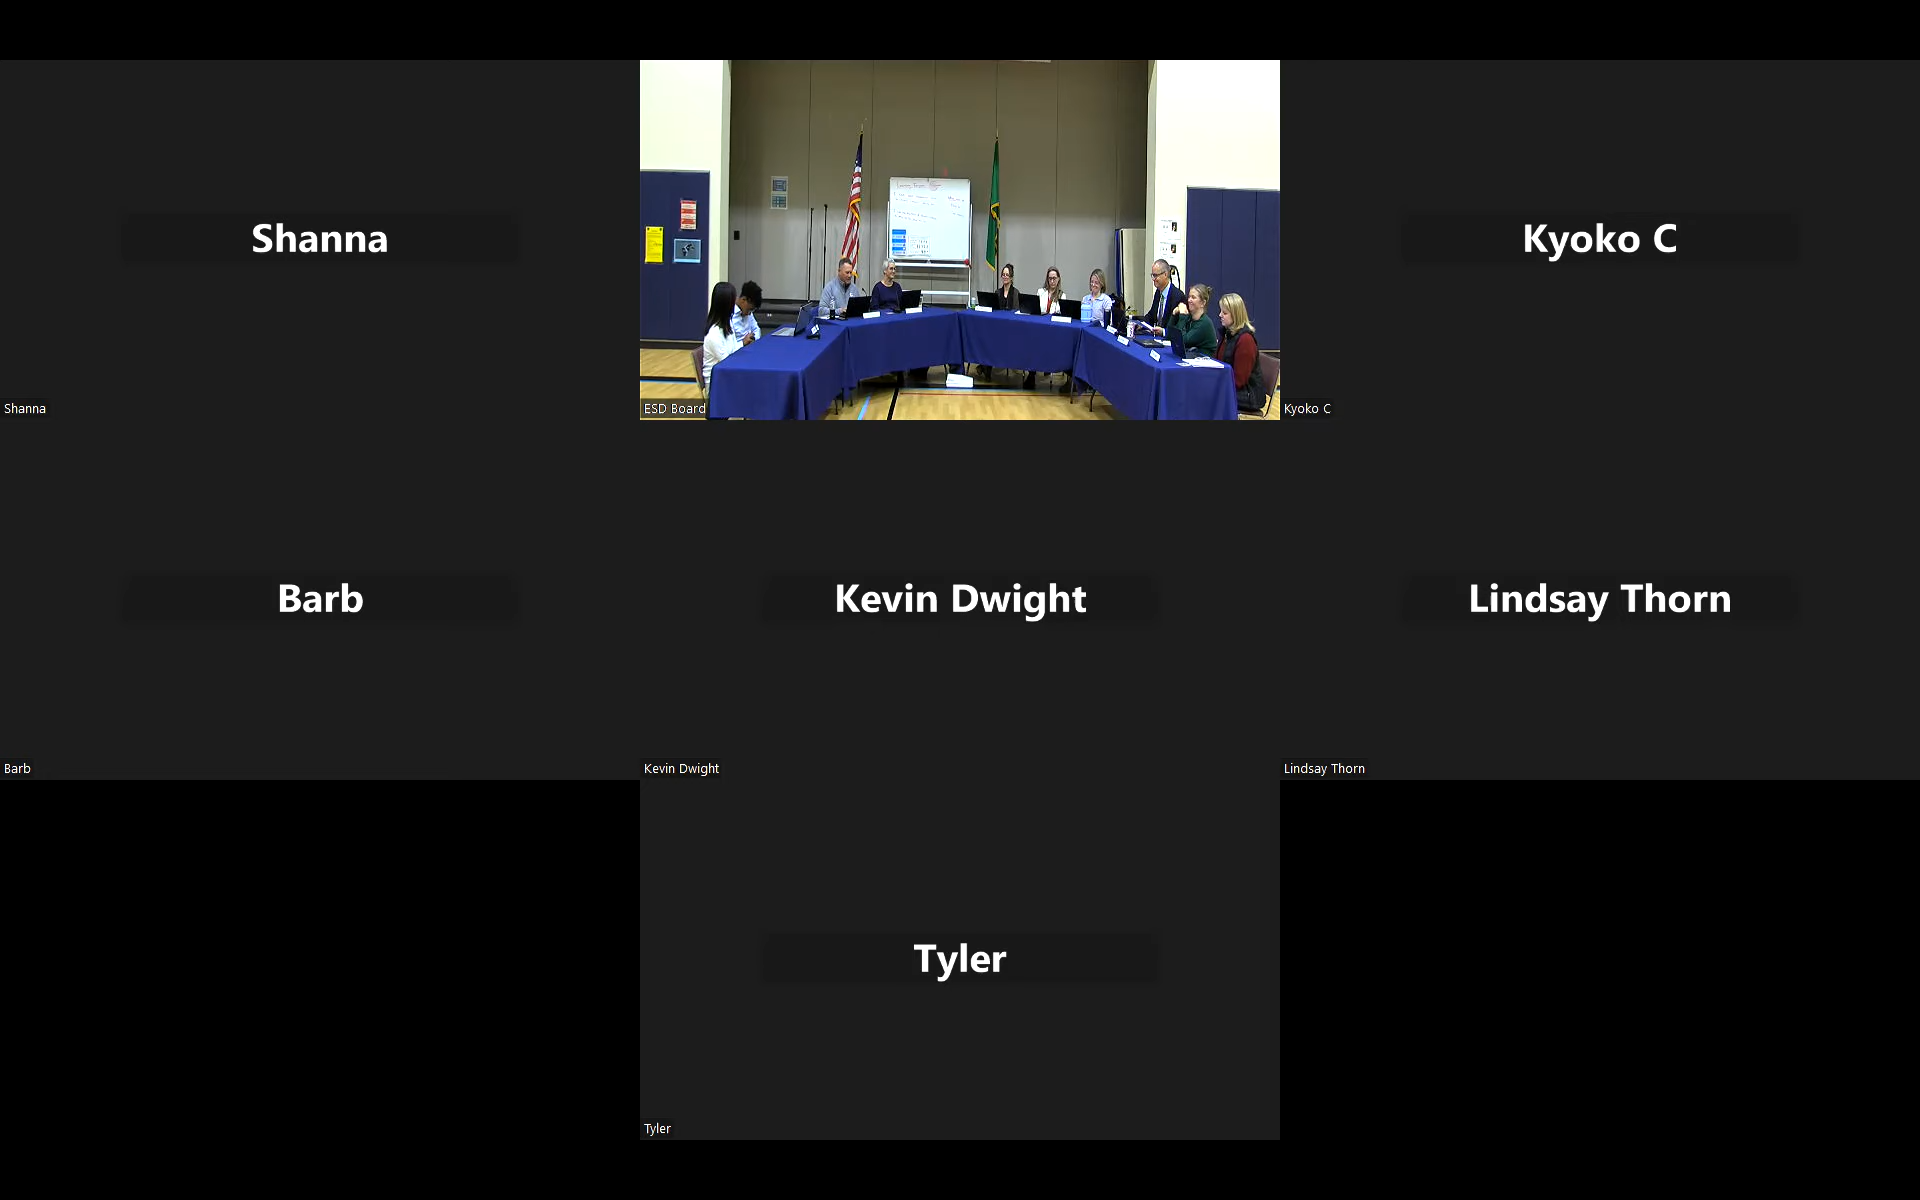 Shanna
Kyoko C
Shanna
ESD Board
Kyoko C
Barb
Kevin Dwight
Lindsay Thorn
Barb
Kevin Dwight
Lindsay Thorn
Tyler
Tyler